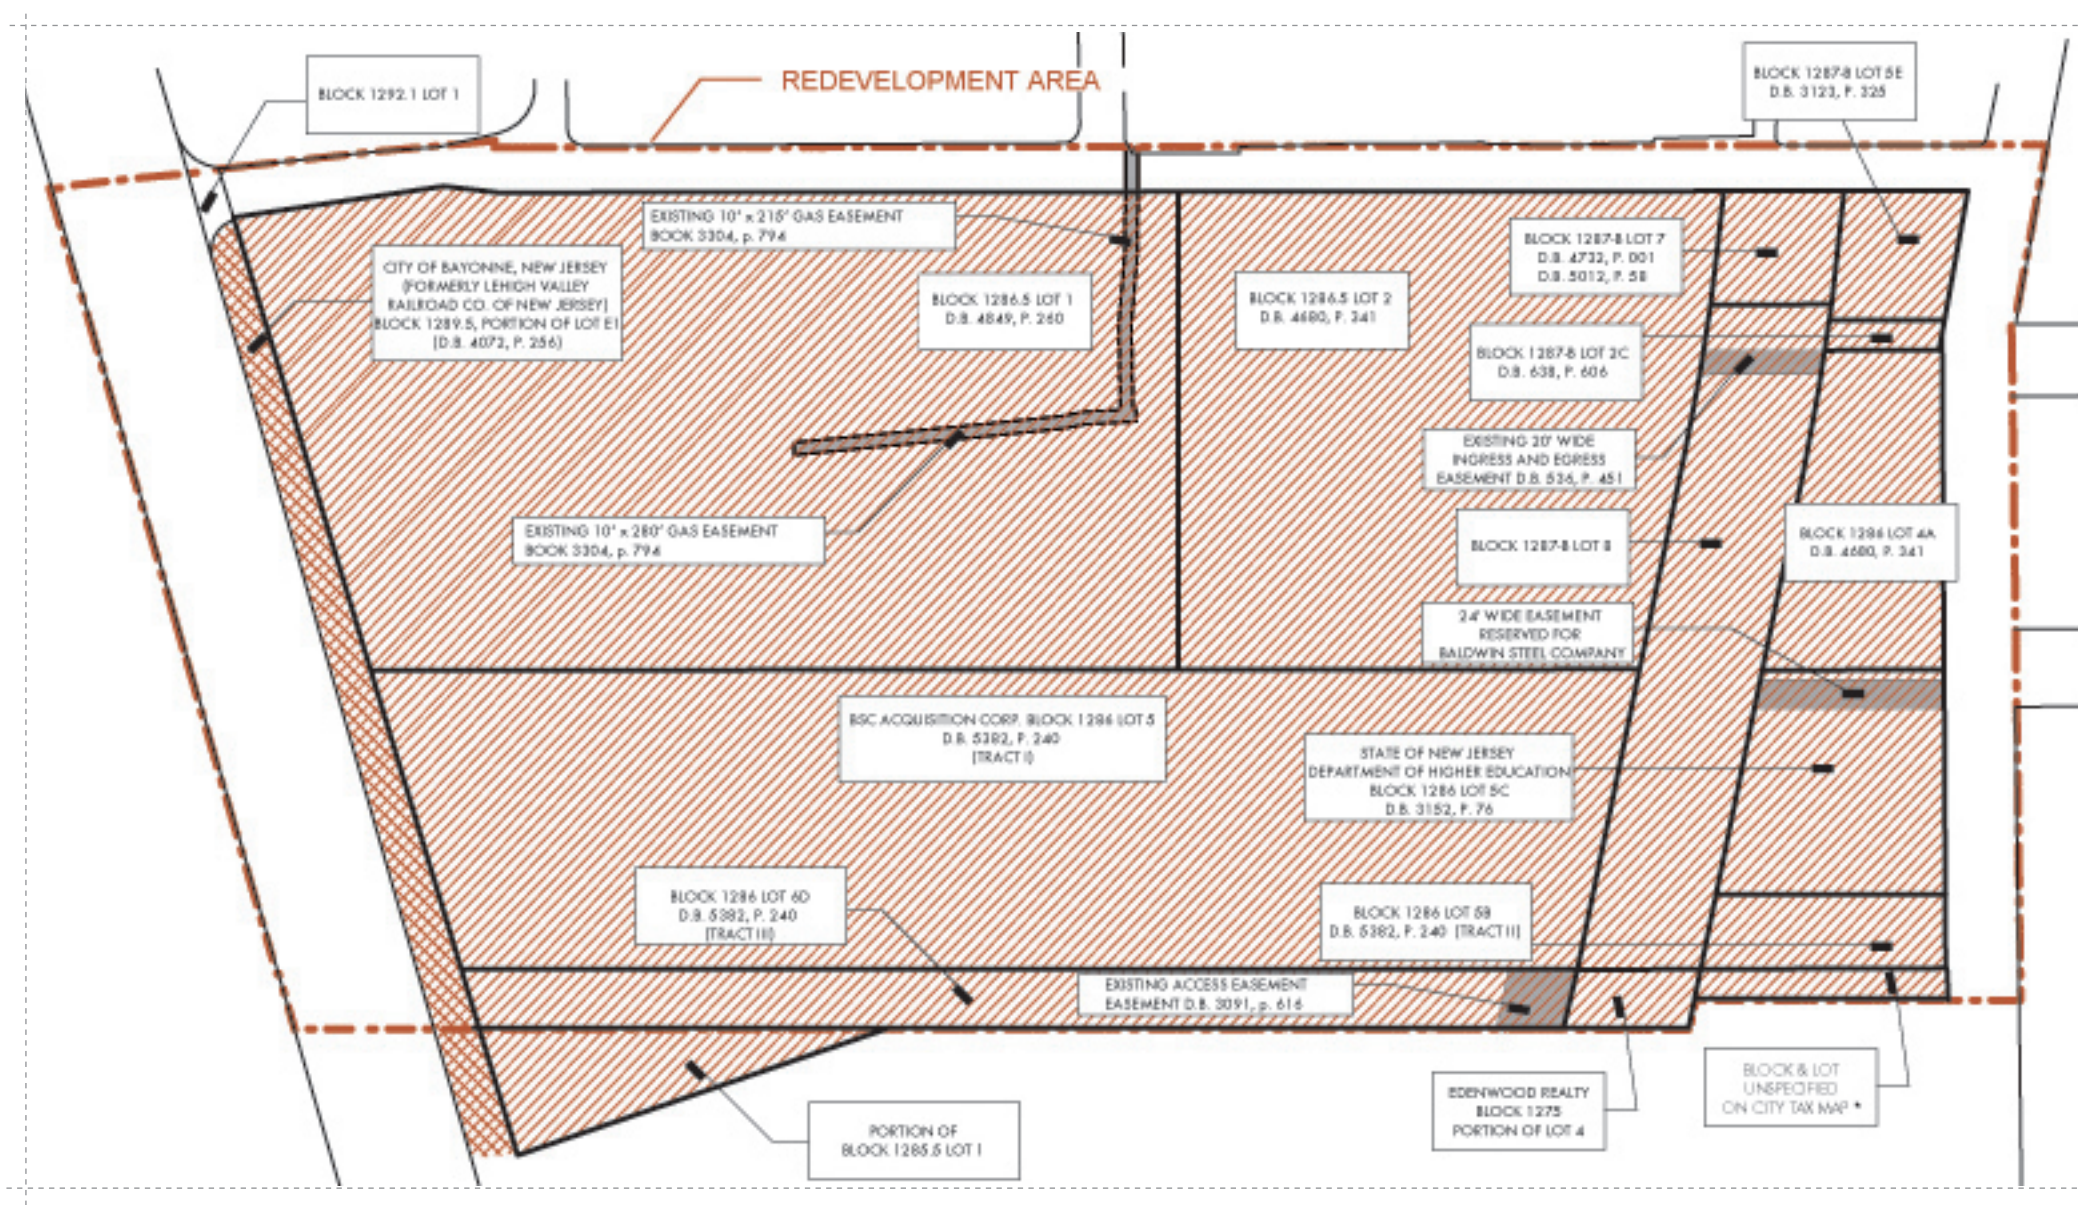 BLOCK 1292.1 LOT 1
REDEVELOPMENT AREA
BLOCK 1287-B LOT 5E
D.B. 3123, P. 325
EXISTING 10' x 215' GAS EASEMENT
BOOK 3304, p. 794
CITY OF BAYONNE, NEW JERSEY
(FORMERLY LEHIGH VALLEY
RAILROAD CO. OF NEW JERSEY)
BLOCK 1289.5, PORTION OF LOT E1
(D.B. 4072, P. 256)
BLOCK 1286.5 LOT 1
D.B. 4849, P. 260
BLOCK 1286.5 LOT 2
D.B. 4680, P. 341
BLOCK 1287-B LOT 7
D.B. 4732, P. 001
D.B. 5012, P. 58
BLOCK 1287-B LOT 2C
D.B. 638, P. 606
EXISTING 20' WIDE
INGRESS AND EGRESS
EASEMENT D.B. 536, P. 451
EXISTING 10' x 280' GAS EASEMENT
BOOK 3304, p. 794
BLOCK 1287-B LOT 8
BLOCK 1286 LOT 4A
D.B. 4680, P. 341
24' WIDE EASEMENT
RESERVED FOR
BALDWIN STEEL COMPANY
BSC ACQUISITION CORP. BLOCK 1286 LOT 5
D.B. 5382, P. 240
(TRACT I)
STATE OF NEW JERSEY
DEPARTMENT OF HIGHER EDUCATION
BLOCK 1286 LOT 5C
D.B. 3152, P. 76
BLOCK 1286 LOT 6D
D.B. 5382, P. 240
(TRACT III)
BLOCK 1286 LOT 5B
D.B. 5382, P. 240 (TRACT II)
EXISTING ACCESS EASEMENT
EASEMENT D.B. 3091, p. 616
EDENWOOD REALTY
BLOCK 1275
PORTION OF LOT 4
BLOCK & LOT
UNSPECIFIED
ON CITY TAX MAP *
PORTION OF
BLOCK 1285.5 LOT 1